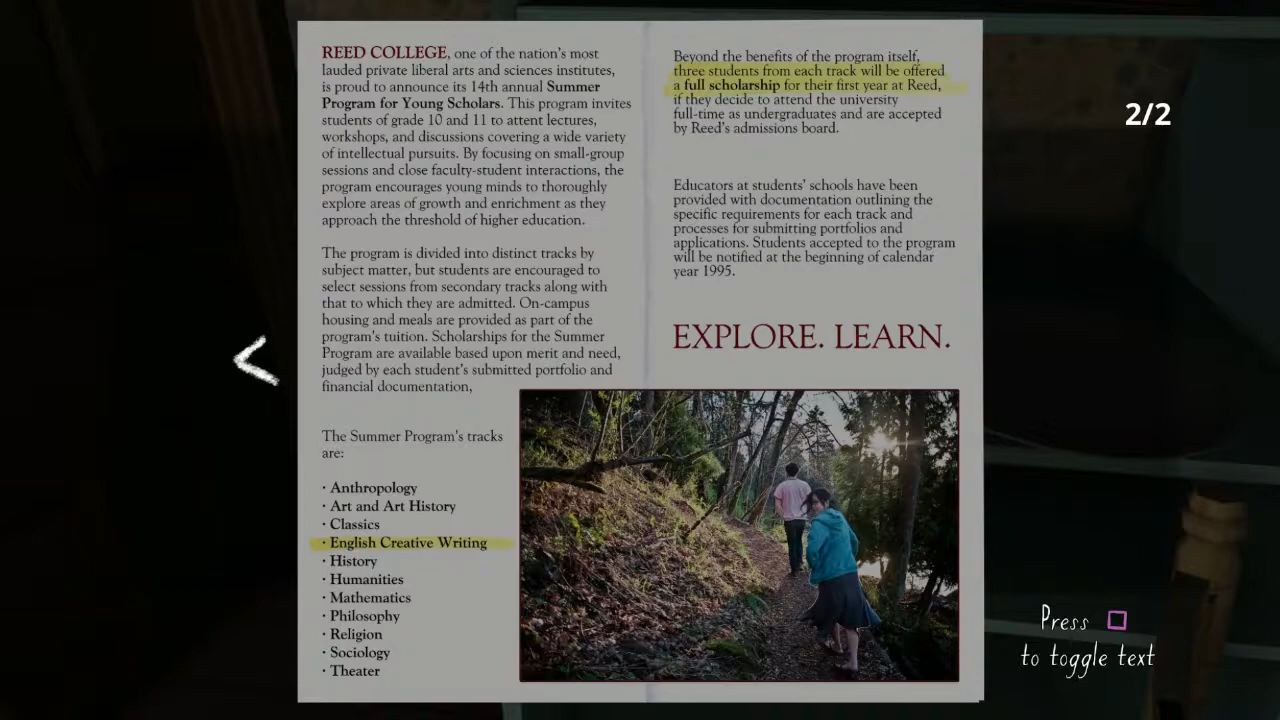 REED COLLEGE, one of the nation's most
lauded private liberal arts and sciences institutes,
is proud to announce its 14th annual Summer
Program for Young Scholars. This program invites
students of grade 10 and 11 to attent lectures,
workshops, and discussions covering a wide variety
of intellectual pursuits. By focusing on small-group
sessions and close faculty-student interactions, the
program encourages young minds to thoroughly
explore areas of growth and enrichment as they
approach the threshold of higher education.
The program is divided into distinct tracks by
subject matter, but students are encouraged to
select sessions from secondary tracks along with
that to which they are admitted. On-campus
housing and meals are provided as part of the
program's tuition. Scholarships for the Summer
Program are available based upon merit and need,
judged by each student's submitted portfolio and
financial documentation,
The Summer Program's tracks
are:
· Anthropology
· Art and Art History
· Classics
· English Creative Writing
· History
· Humanities
· Mathematics
· Philosophy
· Religion
· Sociology
· Theater
Beyond the benefits of the program itself,
three students from each track will be offered
a full scholarship for their first year at Reed,
if they decide to attend the university
full-time as undergraduates and are accepted
by Reed's admissions board.
Educators at students' schools have been
provided with documentation outlining the
specific requirements for each track and
processes for submitting portfolios and
applications. Students accepted to the program
will be notified at the beginning of calendar
year 1995.
EXPLORE. LEARN.
2/2
Press
to toggle text